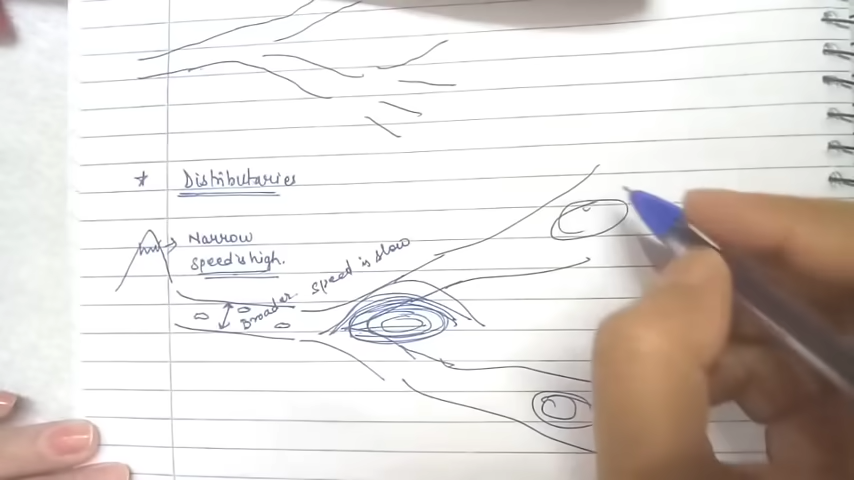 * Distributaries
Narrow
speed is high.
Broader speed is slow